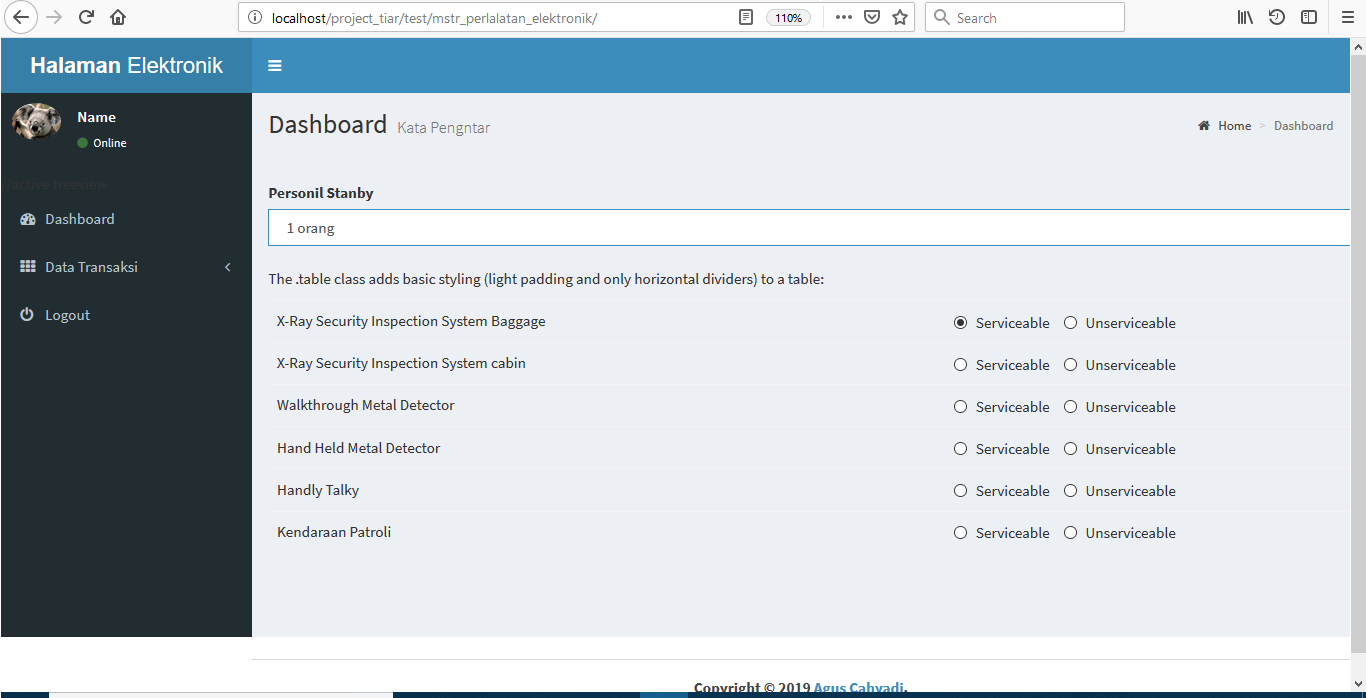 localhost/project_tiar/test/mstr_perlalatan_elektronik/
110%
Search
Halaman Elektronik
Name
Online
/active treeview
Dashboard
Data Transaksi
Logout
Dashboard Kata Pengntar
Home > Dashboard
Personil Stanby
1 orang
The .table class adds basic styling (light padding and only horizontal dividers) to a table:
X-Ray Security Inspection System Baggage Serviceable Unserviceable
X-Ray Security Inspection System cabin Serviceable Unserviceable
Walkthrough Metal Detector Serviceable Unserviceable
Hand Held Metal Detector Serviceable Unserviceable
Handly Talky Serviceable Unserviceable
Kendaraan Patroli Serviceable Unserviceable
Copyright © 2019 Agus Cahyadi.